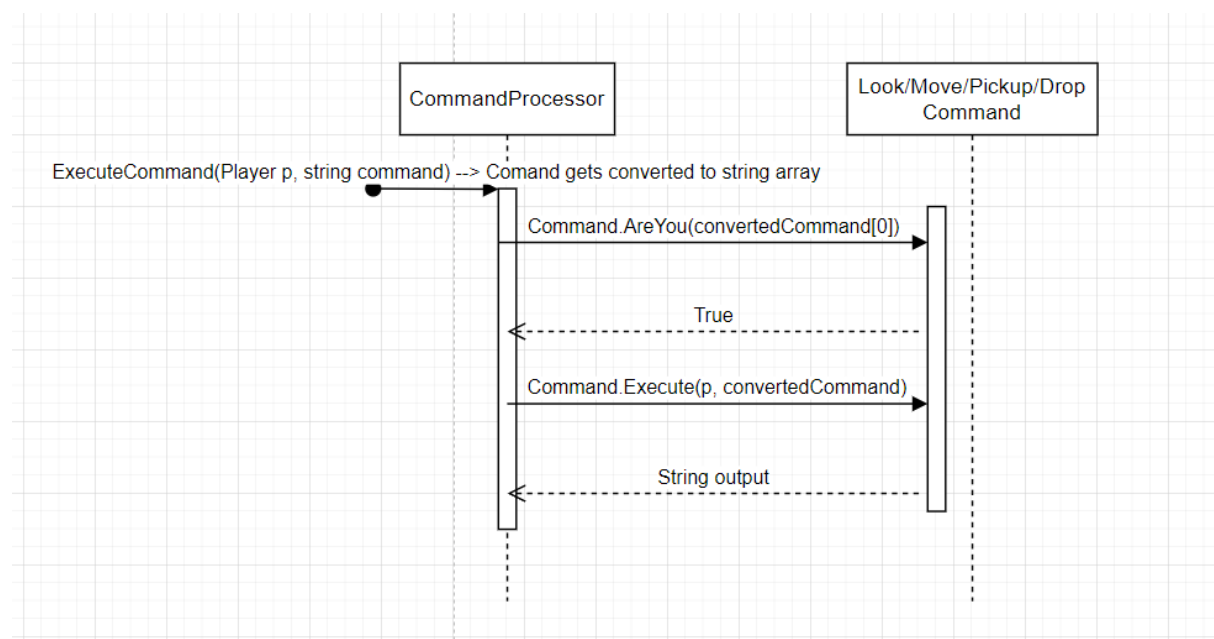 CommandProcessor
Look/Move/Pickup/Drop
Command
ExecuteCommand(Player p, string command) --> Comand gets converted to string array
Command.AreYou(convertedCommand[0])
True
Command.Execute(p, convertedCommand)
String output